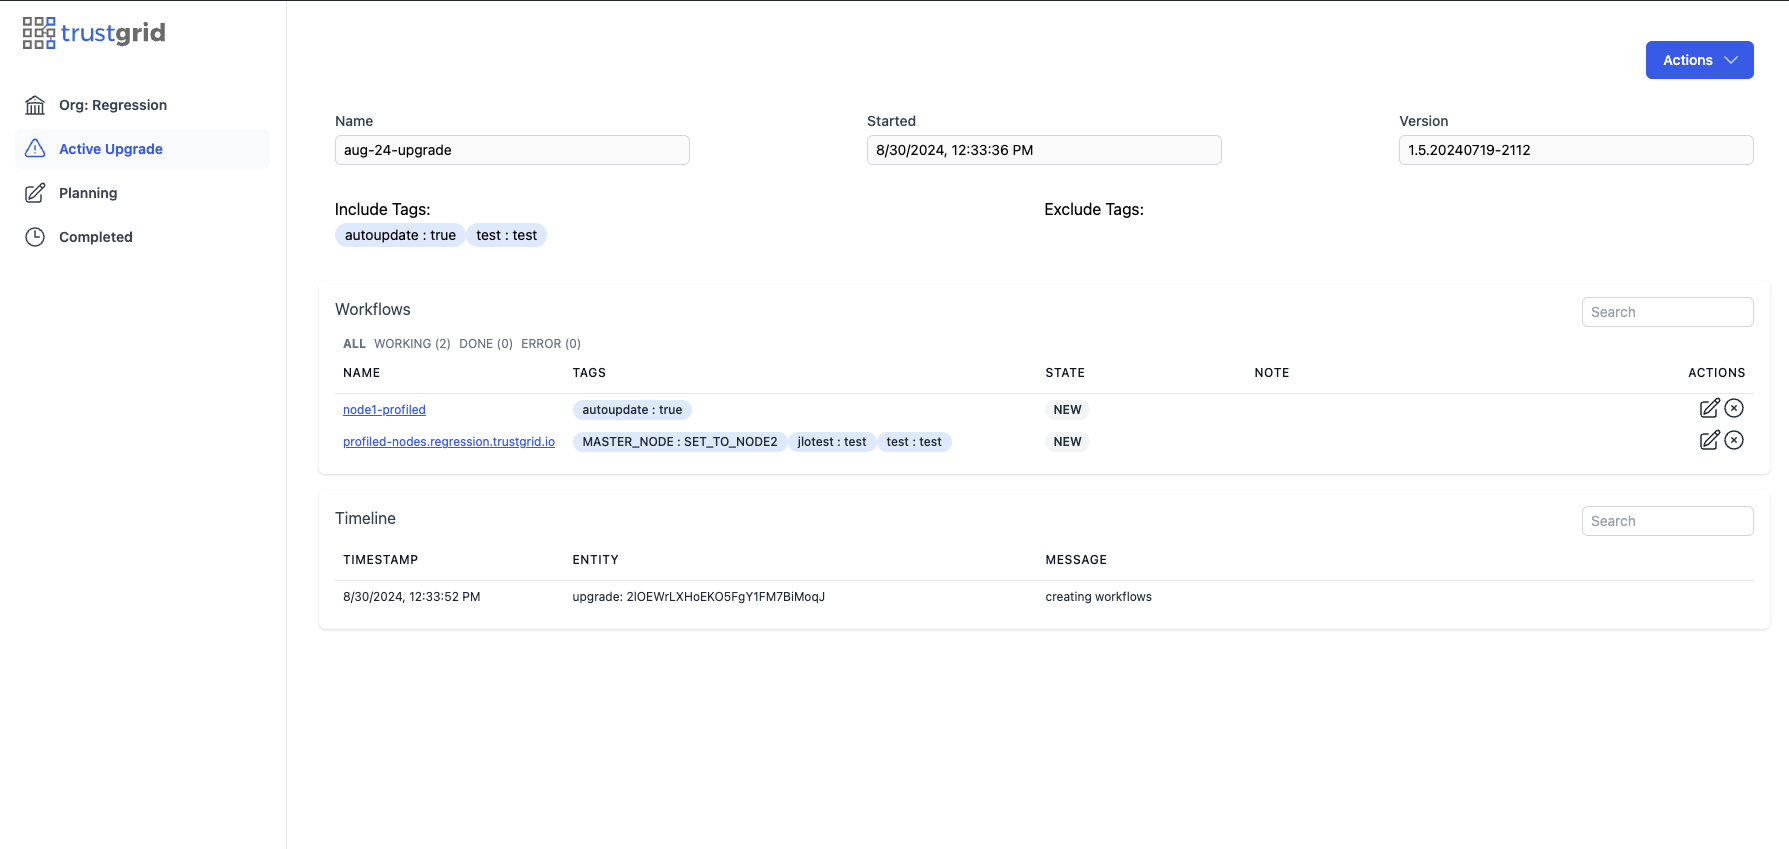 trustgrid
Org: Regression
Active Upgrade
Planning
Completed
Actions
Name
aug-24-upgrade
Started
8/30/2024, 12:33:36 PM
Version
1.5.20240719-2112
Include Tags:
autoupdate : true test : test
Exclude Tags:
Workflows
Search
ALL WORKING (2) DONE (0) ERROR (0)
NAME TAGS STATE NOTE ACTIONS
node1-profiled autoupdate : true NEW
profiled-nodes.regression.trustgrid.io MASTER_NODE : SET_TO_NODE2 jlotest : test test : test NEW
Timeline
Search
TIMESTAMP ENTITY MESSAGE
8/30/2024, 12:33:52 PM upgrade: 2lOEWrLXHoEKO5FgY1FM7BiMoqJ creating workflows